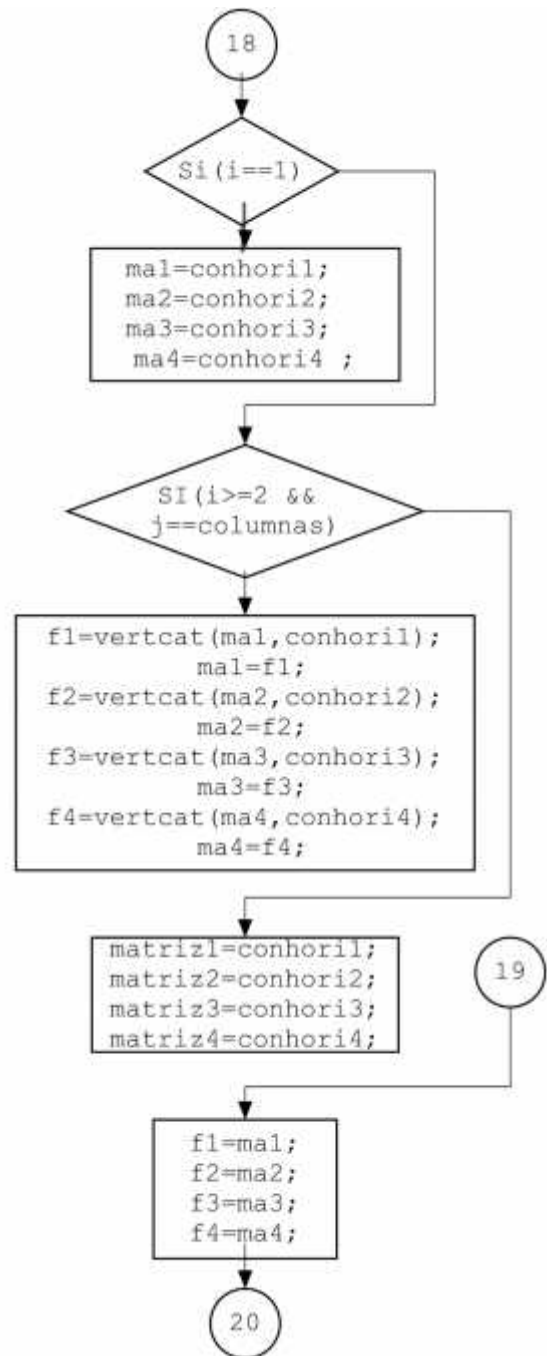 18
Si(i==1)
ma1=conhori1;
ma2=conhori2;
ma3=conhori3;
ma4=conhori4 ;
SI(i>=2 &&
j==columnas)
f1=vertcat(ma1,conhori1);
ma1=f1;
f2=vertcat(ma2,conhori2);
ma2=f2;
f3=vertcat(ma3,conhori3);
ma3=f3;
f4=vertcat(ma4,conhori4);
ma4=f4;
matriz1=conhori1;
matriz2=conhori2;
matriz3=conhori3;
matriz4=conhori4;
19
f1=ma1;
f2=ma2;
f3=ma3;
f4=ma4;
20